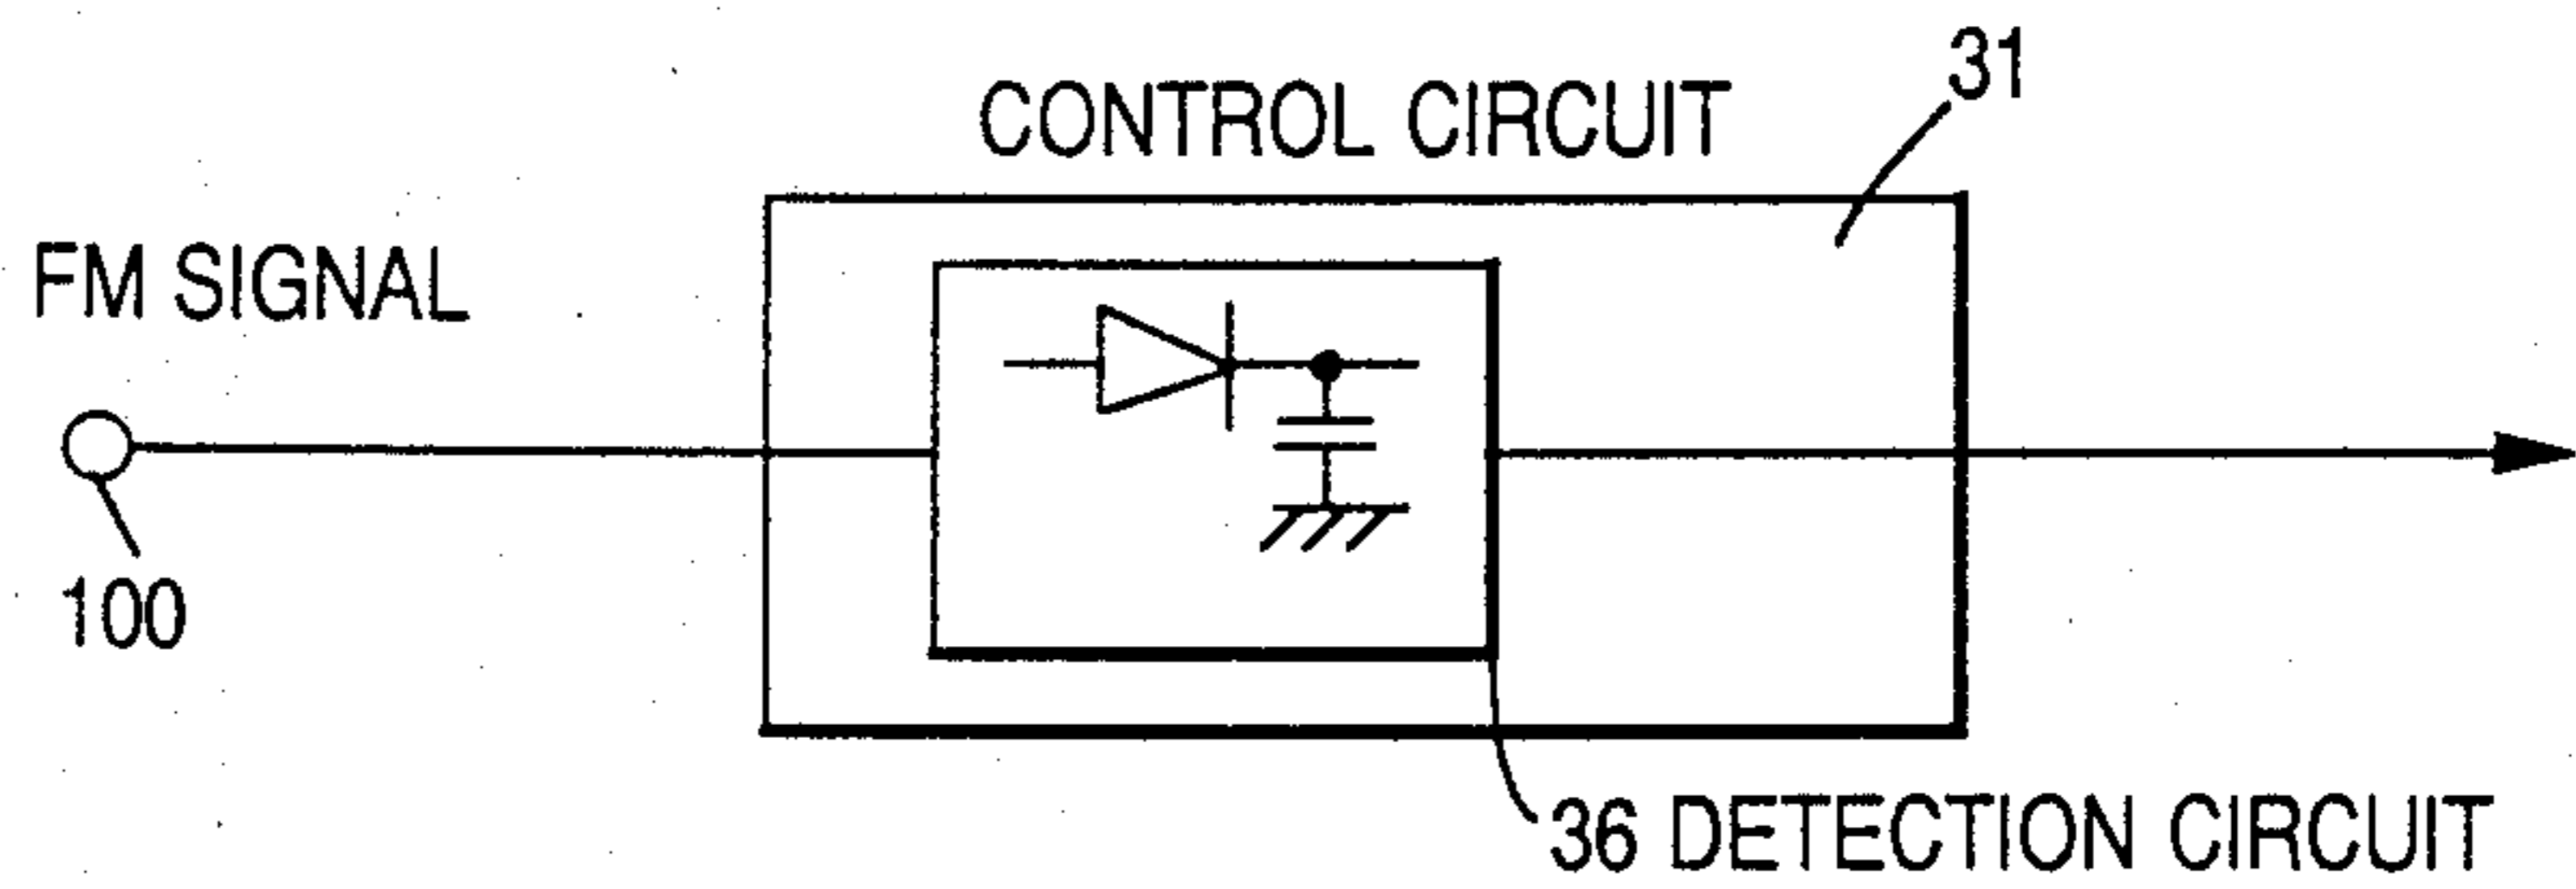 31
CONTROL CIRCUIT
FM SIGNAL
100
36 DETECTION CIRCUIT